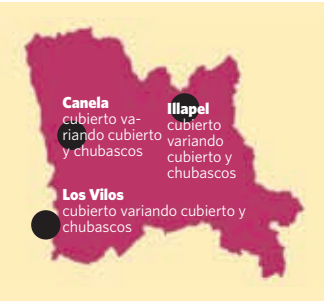 Canela
cubierto va-
riando cubierto
y chubascos
Illapel
cubierto
variando
cubierto y
chubascos
Los Vilos
cubierto variando cubierto y
chubascos